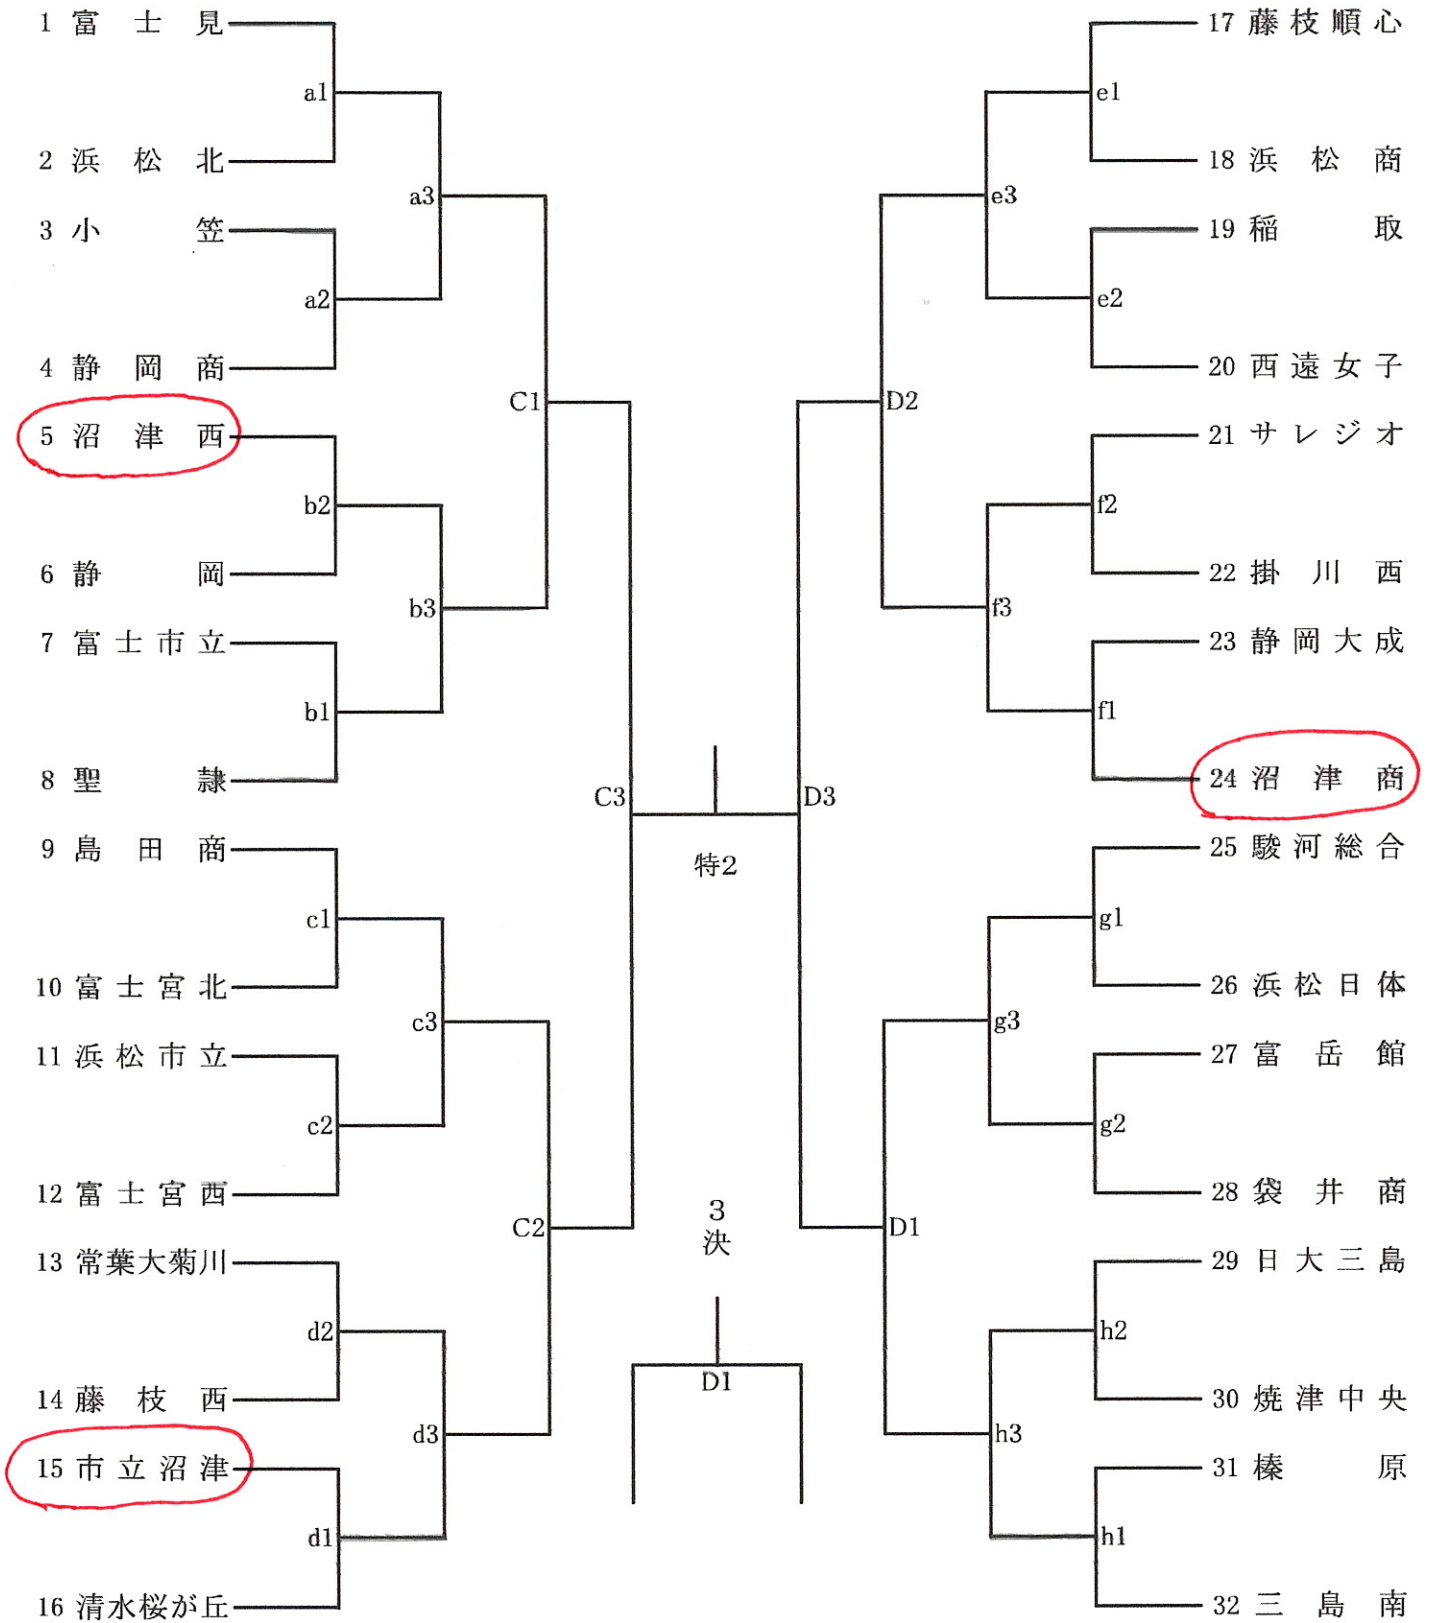 1 富士見
a1
2 浜松北
a3
3 小笠
a2
4 静岡商
C1
5 沼津西
b2
6 静岡
b3
7 富士市立
b1
8 聖隷
C3
9 島田商
c1
10 富士宮北
c3
11 浜松市立
c2
12 富士宮西
C2
13 常葉大菊川
d2
14 藤枝西
d3
15 市立沼津
d1
16 清水桜が丘
特2
3
決
D1
17 藤枝順心
e1
18 浜松商
e3
19 稲取
e2
20 西遠女子
D2
21 サレジオ
f2
22 掛川西
f3
23 静岡大成
f1
24 沼津商
D3
25 駿河総合
g1
26 浜松日体
g3
27 富岳館
g2
28 袋井商
D1
29 日大三島
h2
30 焼津中央
h3
31 榛原
h1
32 三島南